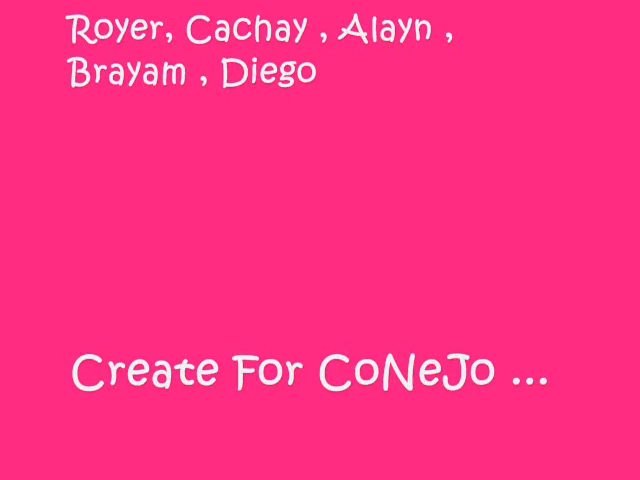 Royer, Cachay , Alayn ,
Brayam , Diego
Create For CoNeJo ...